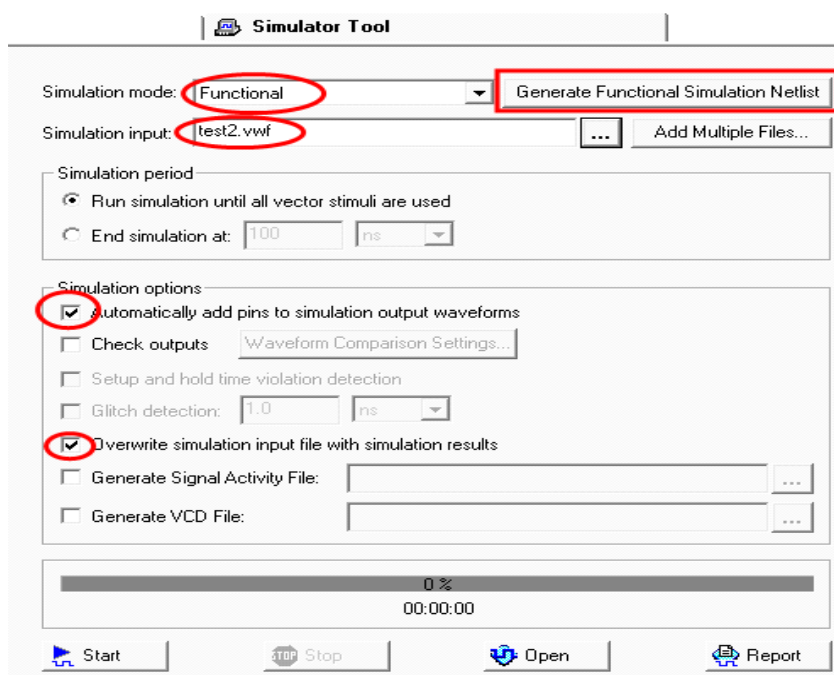 Simulator Tool
Simulation mode: Functional Generate Functional Simulation Netlist
Simulation input: test2.vwf ... Add Multiple Files...
Simulation period
Run simulation until all vector stimuli are used
End simulation at: 100 ns
Simulation options
Automatically add pins to simulation output waveforms
Check outputs Waveform Comparison Settings...
Setup and hold time violation detection
Glitch detection: 1.0 ns
Overwrite simulation input file with simulation results
Generate Signal Activity File: ...
Generate VCD File: ...
0 %
00:00:00
Start STOP Stop Open Report